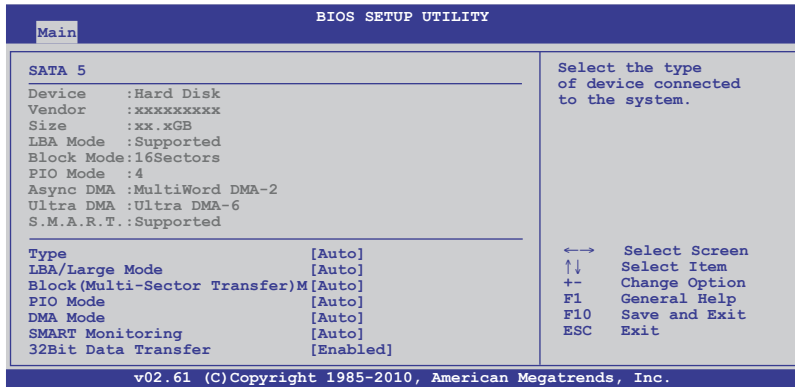 BIOS SETUP UTILITY
Main
SATA 5
Device :Hard Disk
Vendor :xxxxxxxxx
Size :xx.xGB
LBA Mode :Supported
Block Mode:16Sectors
PIO Mode :4
Async DMA :MultiWord DMA-2
Ultra DMA :Ultra DMA-6
S.M.A.R.T.:Supported
Type [Auto]
LBA/Large Mode [Auto]
Block(Multi-Sector Transfer)M[Auto]
PIO Mode [Auto]
DMA Mode [Auto]
SMART Monitoring [Auto]
32Bit Data Transfer [Enabled]
Select the type
of device connected
to the system.
←→ Select Screen
↑↓ Select Item
+- Change Option
F1 General Help
F10 Save and Exit
ESC Exit
v02.61 (C)Copyright 1985-2010, American Megatrends, Inc.